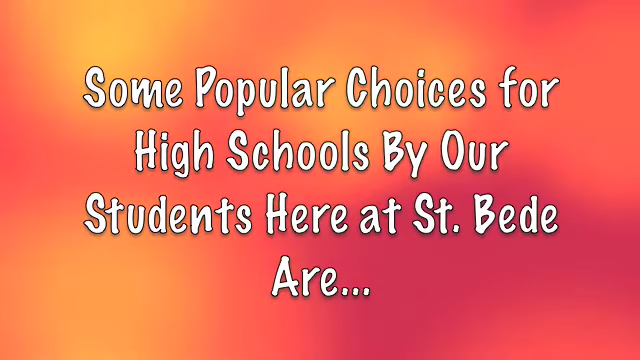 Some Popular Choices for
High Schools By Our
Students Here at St. Bede
Are...